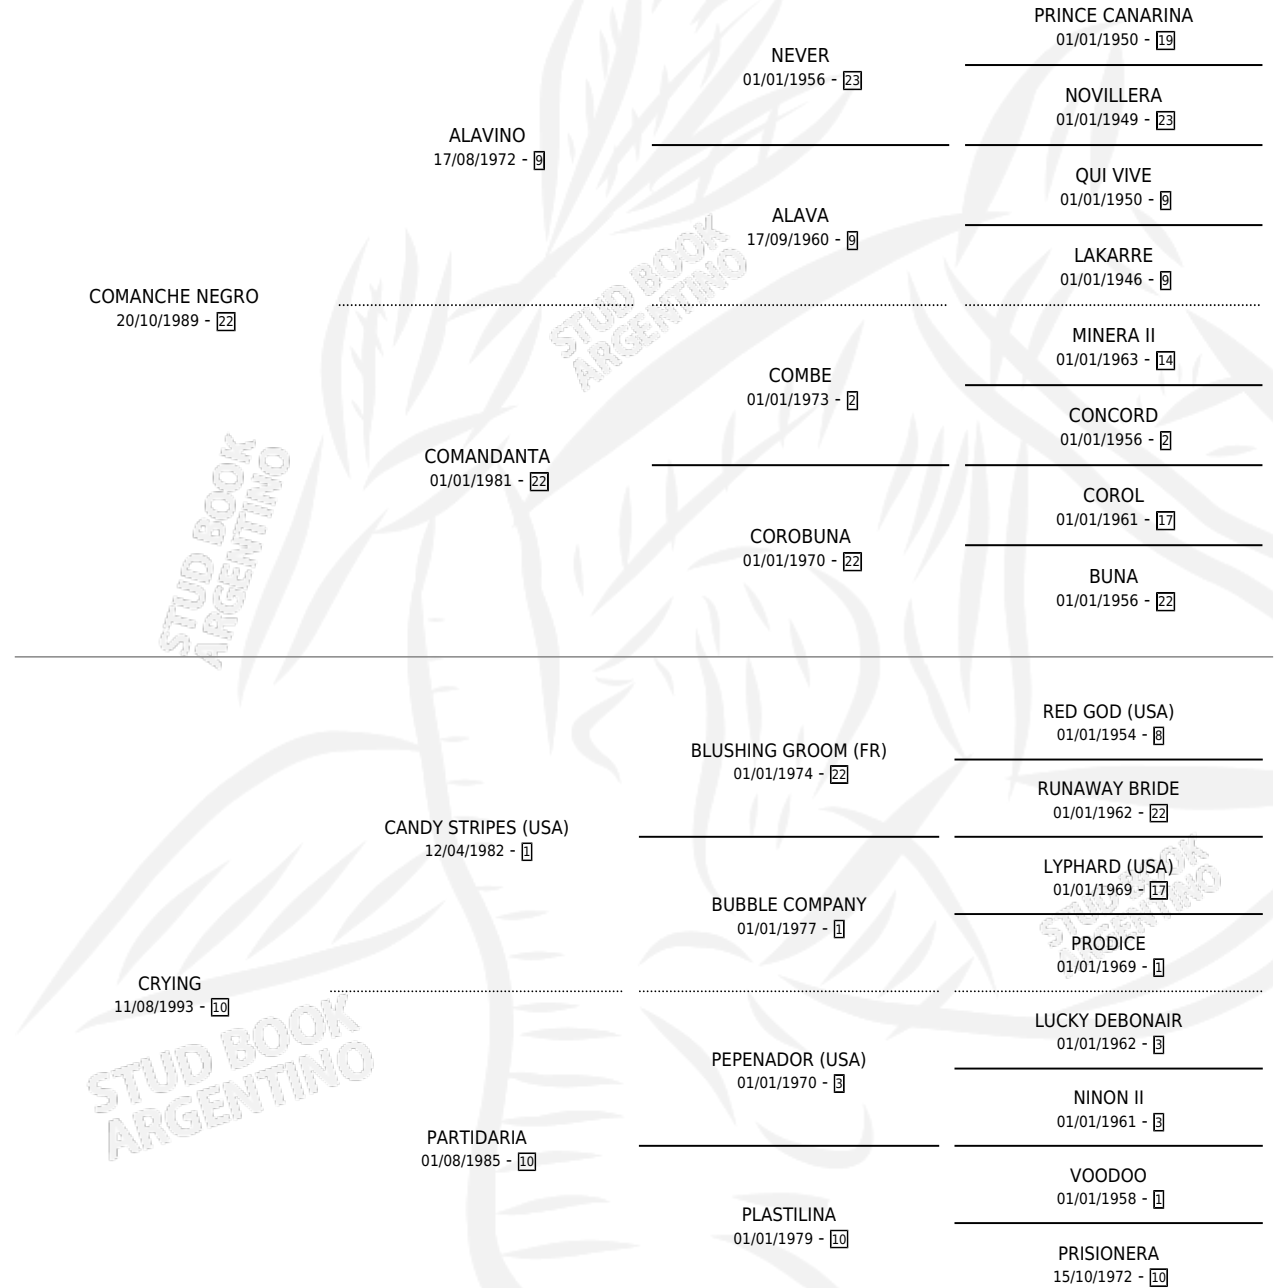 PRINCE CANARINA
01/01/1950 - 19
NEVER
01/01/1956 - 23
NOVILLERA
01/01/1949 - 23
ALAVINO
17/08/1972 - 9
QUI VIVE
01/01/1950 - 9
ALAVA
17/09/1960 - 9
LAKARRE
01/01/1946 - 9
COMANCHE NEGRO
20/10/1989 - 22
MINERA II
01/01/1963 - 14
COMBE
01/01/1973 - 2
CONCORD
01/01/1956 - 2
COMANDANTA
01/01/1981 - 22
COROL
01/01/1961 - 17
COROBUNA
01/01/1970 - 22
BUNA
01/01/1956 - 22
RED GOD (USA)
01/01/1954 - 8
BLUSHING GROOM (FR)
01/01/1974 - 22
RUNAWAY BRIDE
01/01/1962 - 22
CANDY STRIPES (USA)
12/04/1982 - 1
LYPHARD (USA)
01/01/1969 - 17
BUBBLE COMPANY
01/01/1977 - 1
PRODICE
01/01/1969 - 1
CRYING
11/08/1993 - 10
LUCKY DEBONAIR
01/01/1962 - 3
PEPENADOR (USA)
01/01/1970 - 3
NINON II
01/01/1961 - 3
PARTIDARIA
01/08/1985 - 10
VOODOO
01/01/1958 - 1
PLASTILINA
01/01/1979 - 10
PRISIONERA
15/10/1972 - 10
STUD BOOK
ARGENTINO
STUD BOOK
ARGENTINO
STUD BOOK
ARGENTINO
STUD BOOK
ARGENTINO